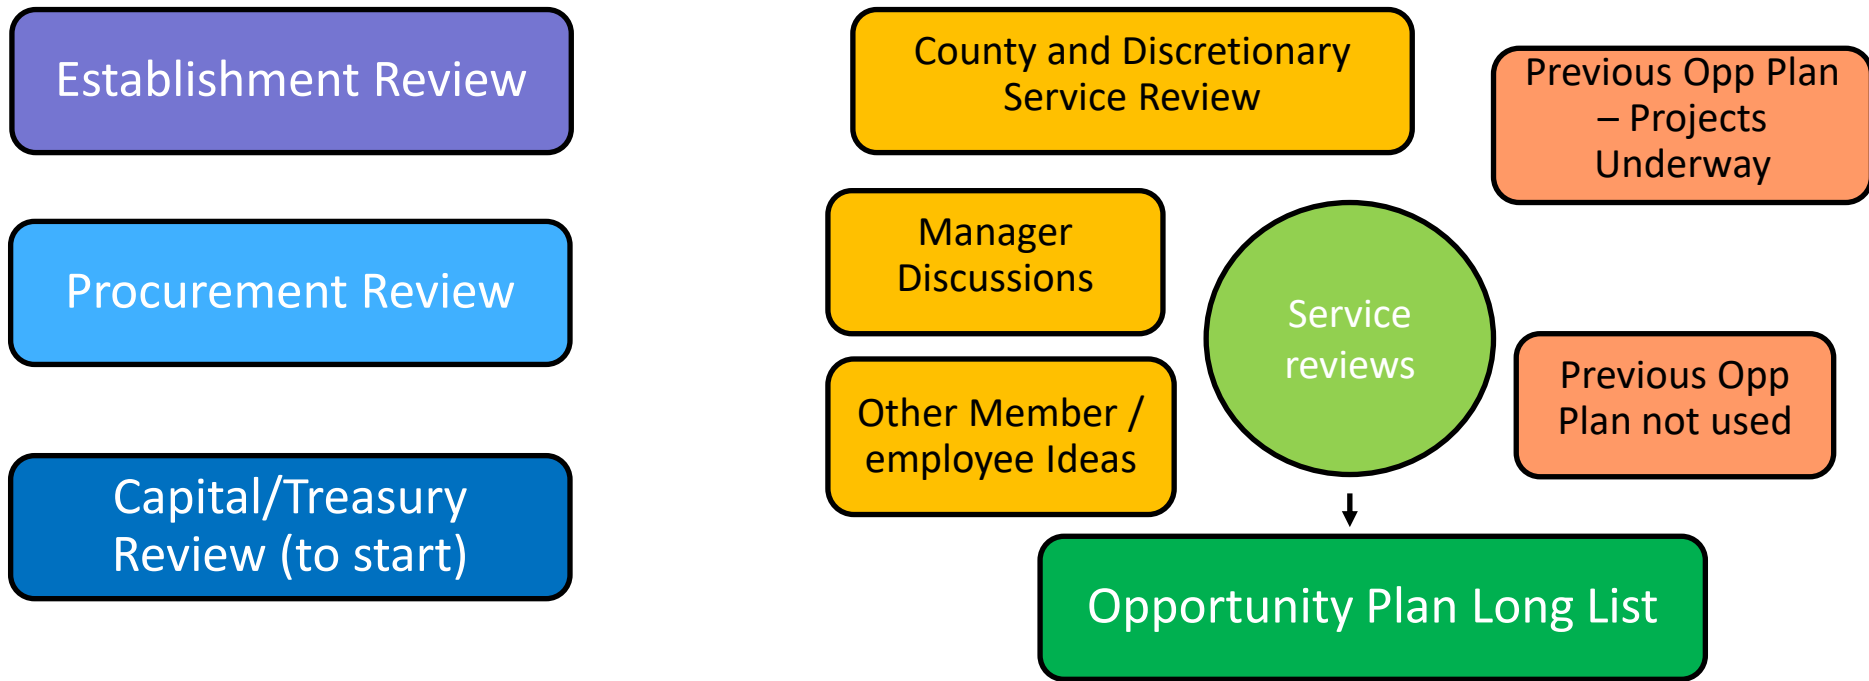 Establishment Review
Procurement Review
Capital/Treasury
Review (to start)
County and Discretionary
Service Review
Manager
Discussions
Other Member /
employee Ideas
Service
reviews
Previous Opp Plan
– Projects
Underway
Previous Opp
Plan not used
Opportunity Plan Long List